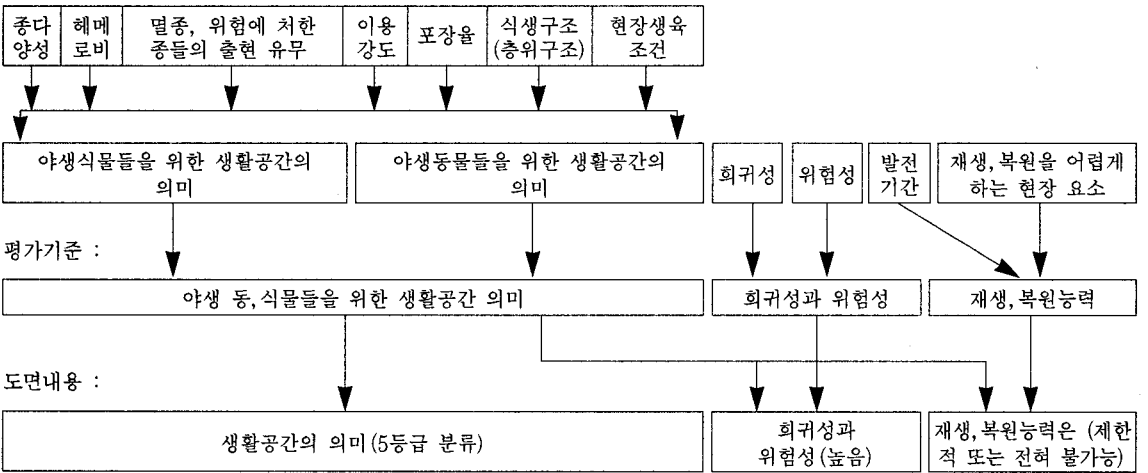 종다
양성
헤메
로비
멸종, 위험에 처한
종들의 출현 유무
이용
강도
포장율
식생구조
(층위구조)
현장생육
조건
야생식물들을 위한 생활공간의
의미
야생동물들을 위한 생활공간의
의미
희귀성
위험성
발전
기간
재생,복원을 어렵게
하는 현장 요소
평가기준 :
야생 동,식물들을 위한 생활공간 의미
희귀성과 위험성
재생,복원능력
도면내용 :
생활공간의 의미(5등급 분류)
희귀성과
위험성(높음)
재생,복원능력은 (제한
적 또는 전혀 불가능)